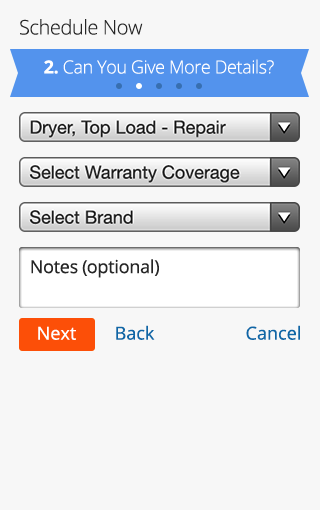 Schedule Now
2. Can You Give More Details?
Dryer, Top Load - Repair
Select Warranty Coverage
Select Brand
Notes (optional)
Next Back Cancel